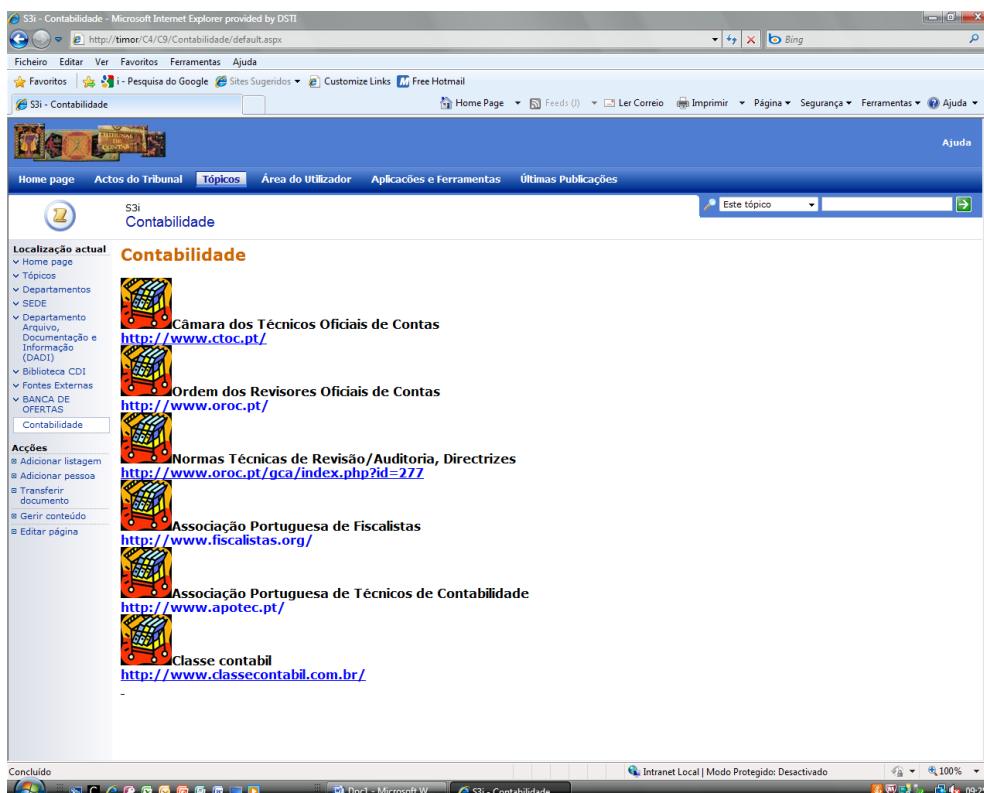 S3i - Contabilidade - Microsoft Internet Explorer provided by DSTI
http://timor/C4/C9/Contabilidade/default.aspx
Bing
Ficheiro Editar Ver Favoritos Ferramentas Ajuda
Favoritos i - Pesquisa do Google Sites Sugeridos Customize Links Free Hotmail
S3i - Contabilidade Home Page Feeds (J) Ler Correio Imprimir Página Segurança Ferramentas Ajuda
TRIBUNAL
DE
CONTAS
Ajuda
Home page Actos do Tribunal Tópicos Área do Utilizador Aplicacões e Ferramentas Últimas Publicações
S3i
Contabilidade
Este tópico
Localização actual
Home page
Tópicos
Departamentos
SEDE
Departamento
Arquivo,
Documentação e
Informação
(DADI)
Biblioteca CDI
Fontes Externas
BANCA DE
OFERTAS
Contabilidade
Acções
Adicionar listagem
Adicionar pessoa
Transferir
documento
Gerir conteúdo
Editar página
Contabilidade
Câmara dos Técnicos Oficiais de Contas
http://www.ctoc.pt/
Ordem dos Revisores Oficiais de Contas
http://www.oroc.pt/
Normas Técnicas de Revisão/Auditoria, Directrizes
http://www.oroc.pt/gca/index.php?id=277
Associação Portuguesa de Fiscalistas
http://www.fiscalistas.org/
Associação Portuguesa de Técnicos de Contabilidade
http://www.apotec.pt/
Classe contabil
http://www.classecontabil.com.br/
Concluído Intranet Local | Modo Protegido: Desactivado 100%
Doc1 - Microsoft W... S3i - Contabilidade... 09:25